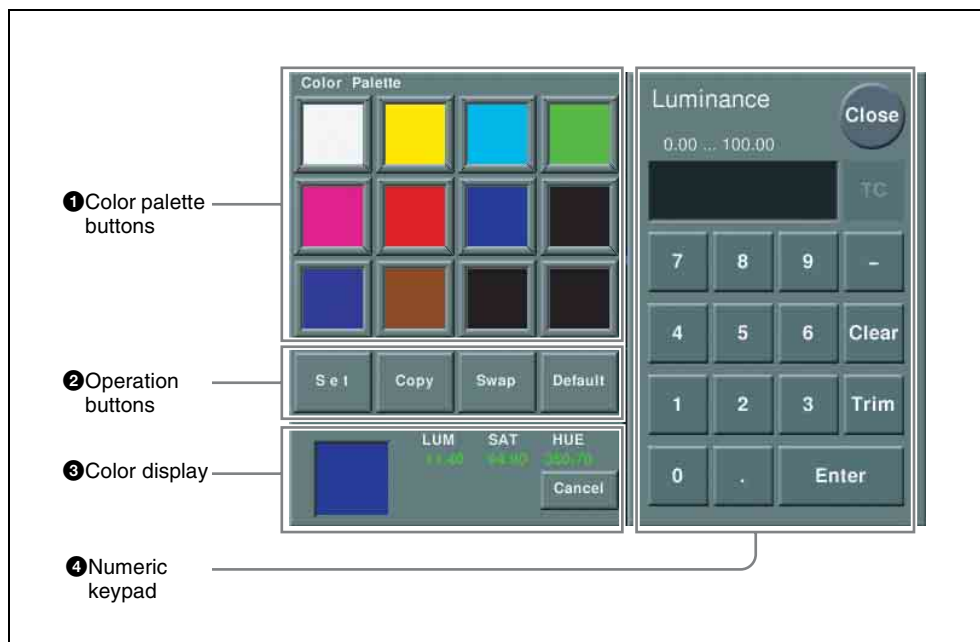 Color Palette
Luminance
Close
0.00 ... 100.00
TC
❶Color palette
buttons
7 8 9 –
4 5 6 Clear
❷Operation
buttons
Set Copy Swap Default
1 2 3 Trim
❸Color display
LUM SAT HUE
Cancel
0 . Enter
❹Numeric
keypad